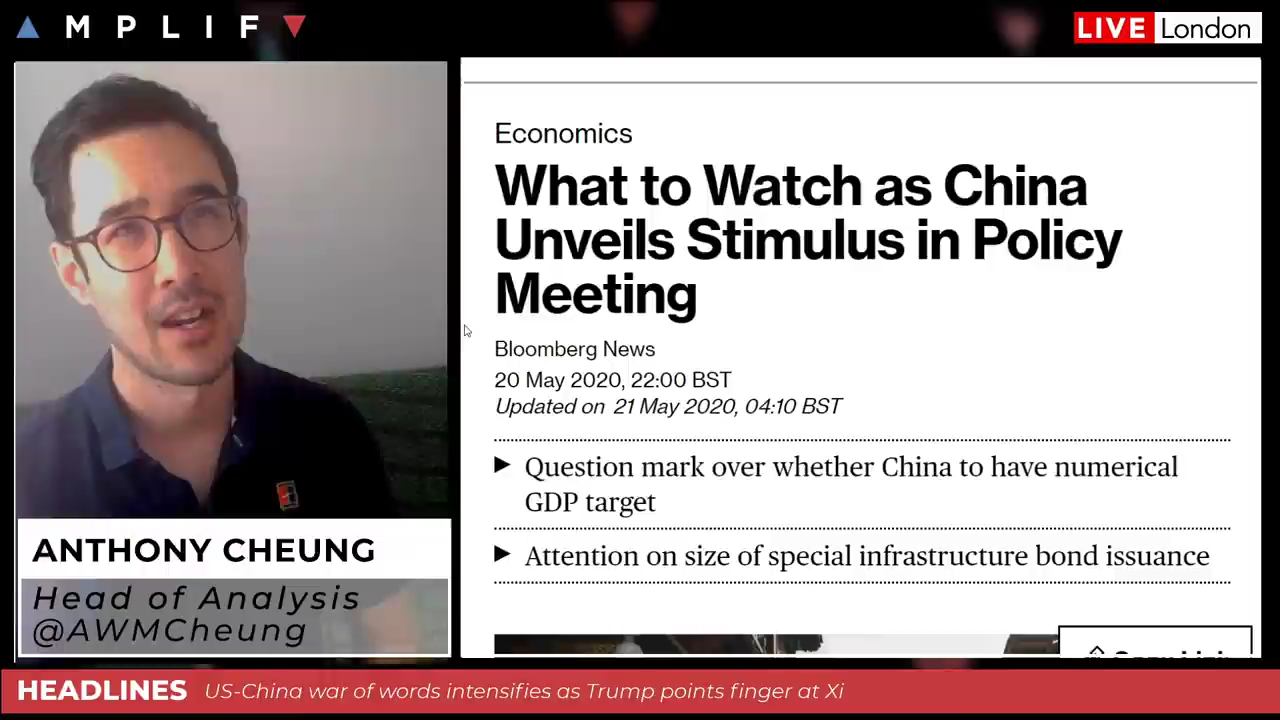 AMPLIFY
LIVE London
Economics
What to Watch as China
Unveils Stimulus in Policy
Meeting
Bloomberg News
20 May 2020, 22:00 BST
Updated on 21 May 2020, 04:10 BST
Question mark over whether China to have numerical
GDP target
Attention on size of special infrastructure bond issuance
ANTHONY CHEUNG
Head of Analysis
@AWMCheung
HEADLINES US-China war of words intensifies as Trump points finger at Xi